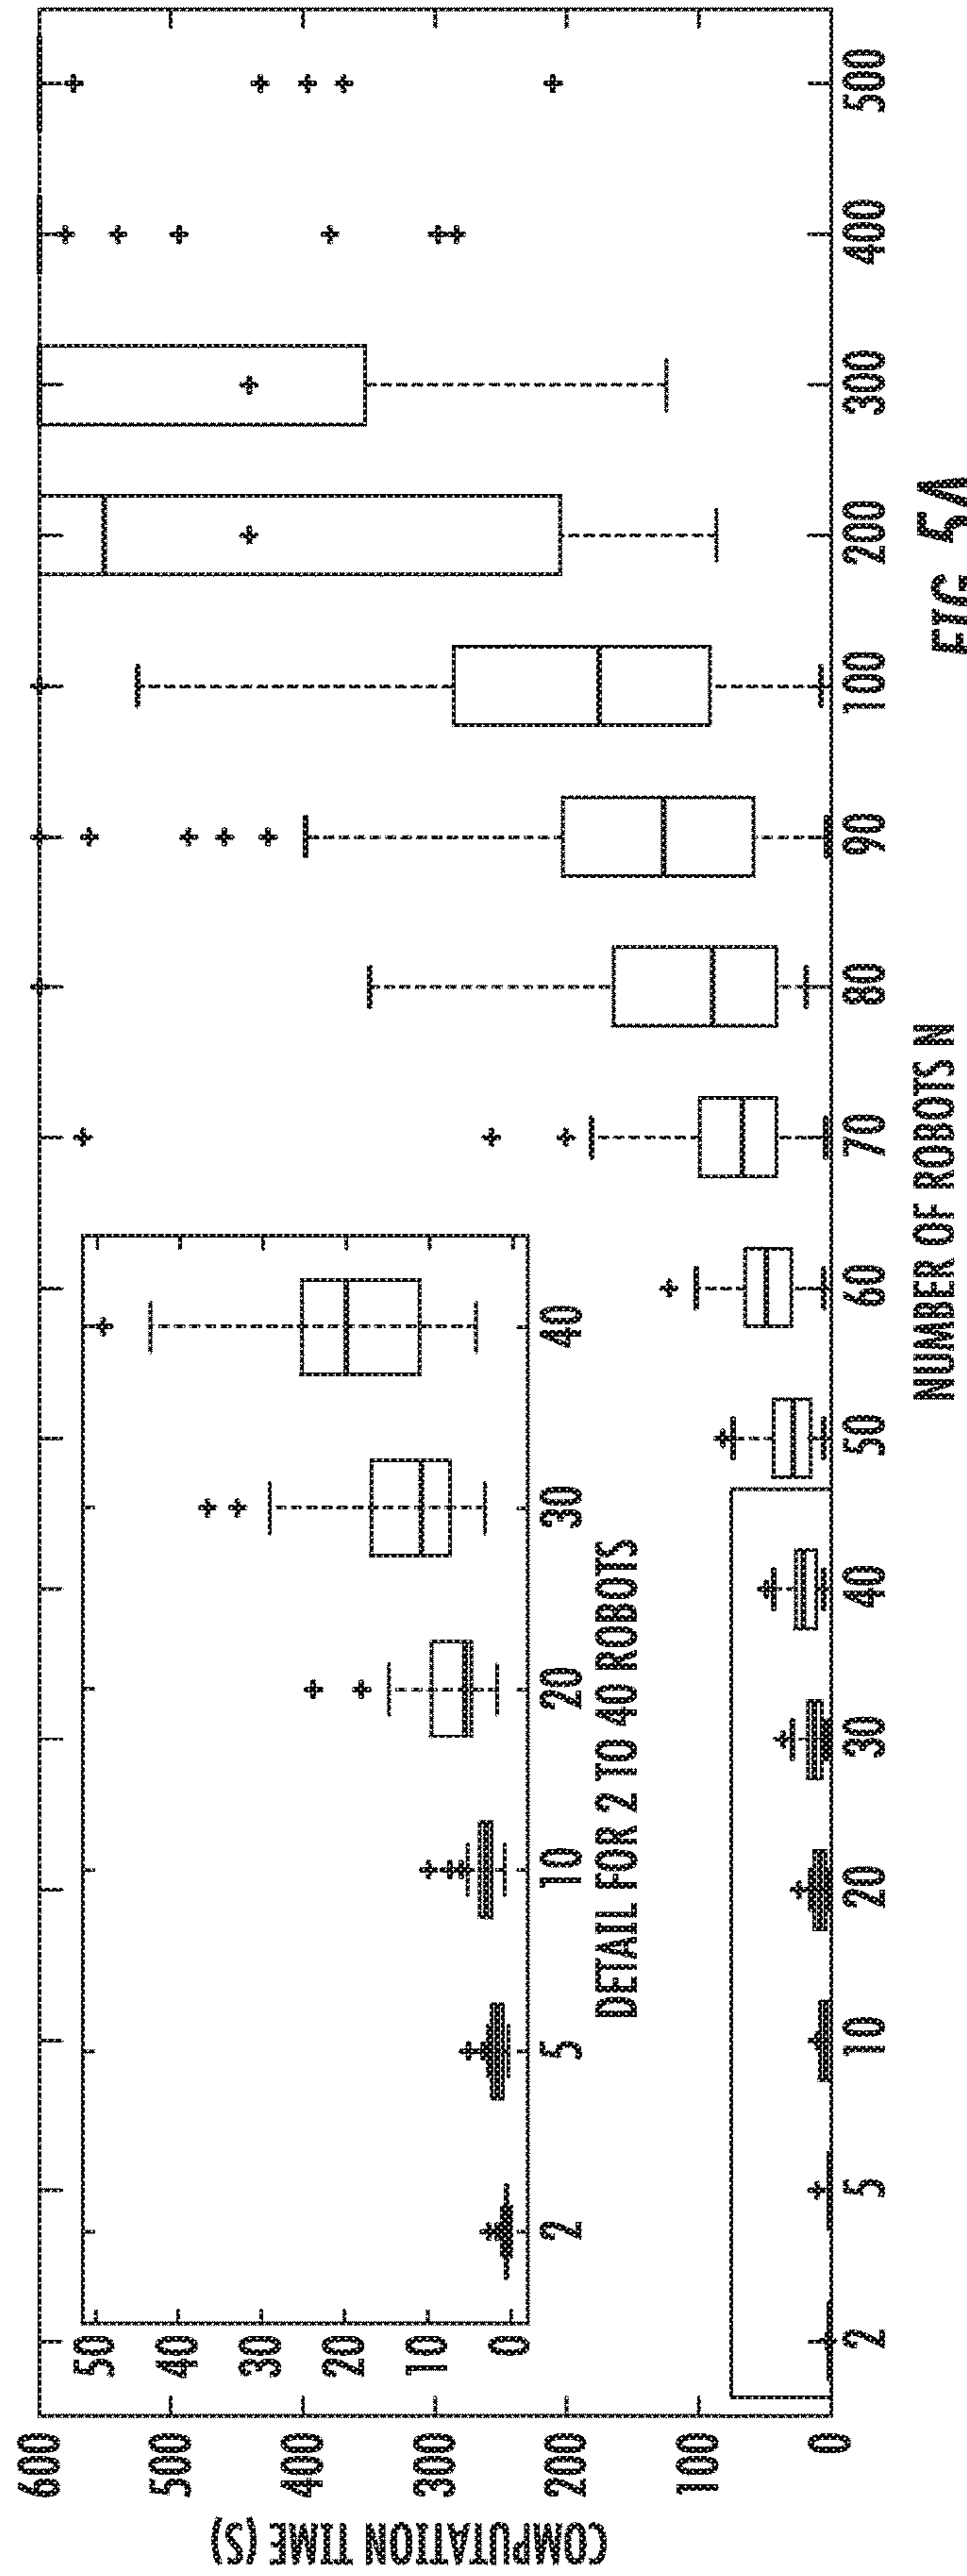 COMPUTATION TIME (S)
600
500
400
300
200
100
0
50
40
30
20
10
0
2 5 10 20 30 40
DETAIL FOR 2 TO 40 ROBOTS
2 5 10 20 30 40 50 60 70 80 90 100 200 300 400 500
NUMBER OF ROBOTS N
FIG. 5A